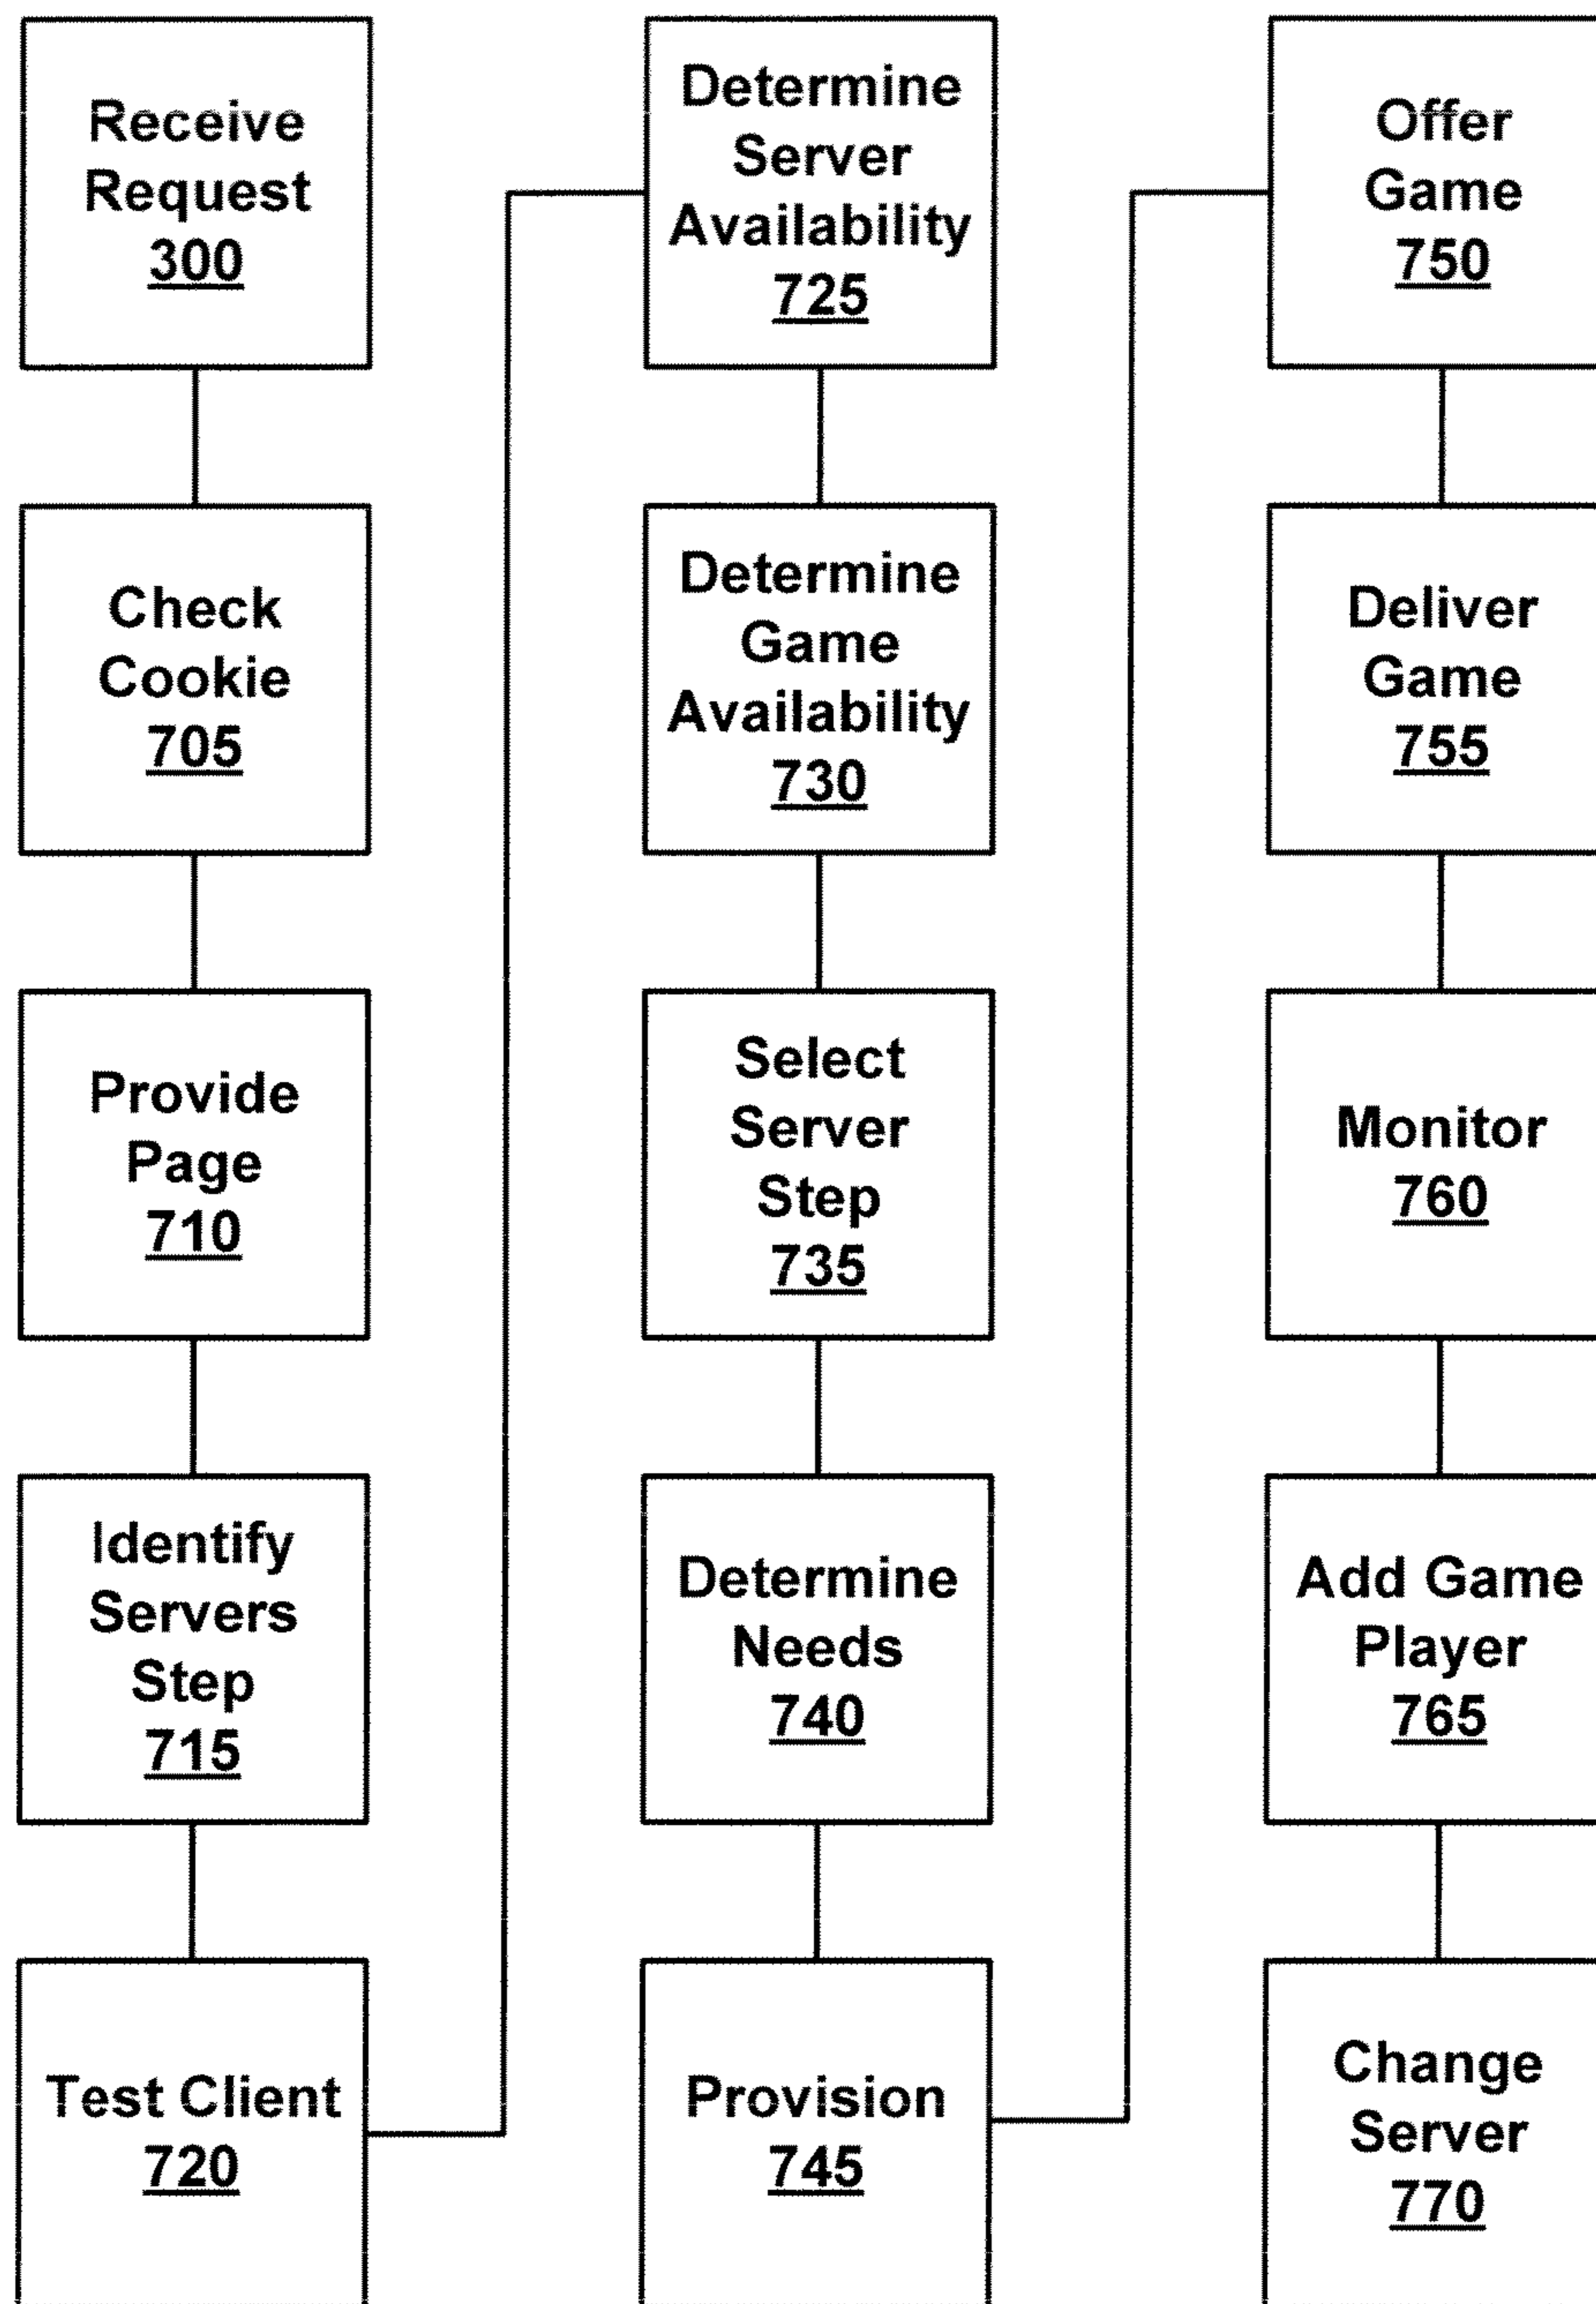 Receive
Request
300
Check
Cookie
705
Provide
Page
710
Identify
Servers
Step
715
Test Client
720
Determine
Server
Availability
725
Determine
Game
Availability
730
Select
Server
Step
735
Determine
Needs
740
Provision
745
Offer
Game
750
Deliver
Game
755
Monitor
760
Add Game
Player
765
Change
Server
770